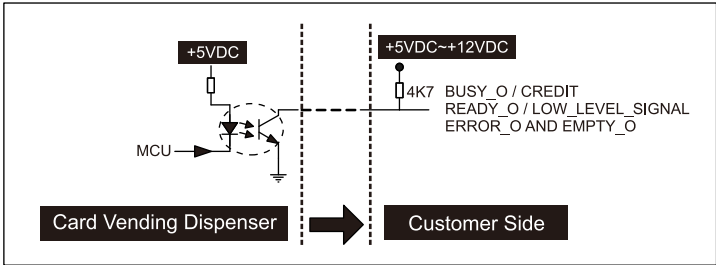 +5VDC
+5VDC~+12VDC
4K7
BUSY_O / CREDIT
READY_O / LOW_LEVEL_SIGNAL
ERROR_O AND EMPTY_O
MCU
Card Vending Dispenser
Customer Side